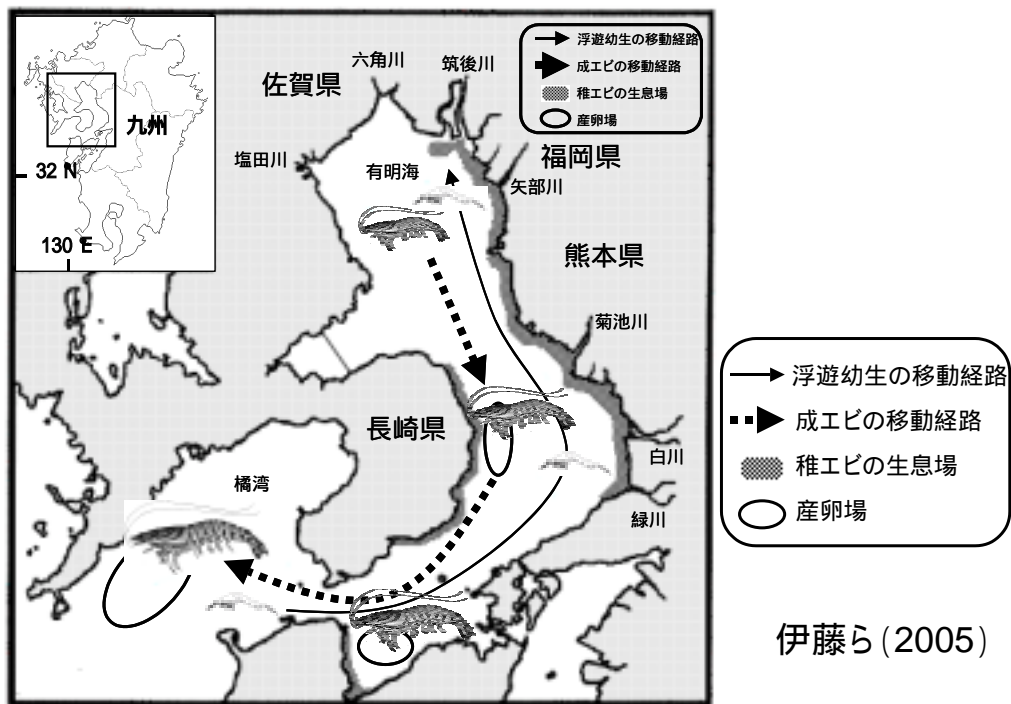 九州
32 N
130 E
佐賀県
六角川
筑後川
浮遊幼生の移動経路
成エビの移動経路
稚エビの生息場
産卵場
塩田川
有明海
福岡県
矢部川
熊本県
菊池川
長崎県
白川
緑川
橘湾
浮遊幼生の移動経路
成エビの移動経路
稚エビの生息場
産卵場
伊藤ら(2005)